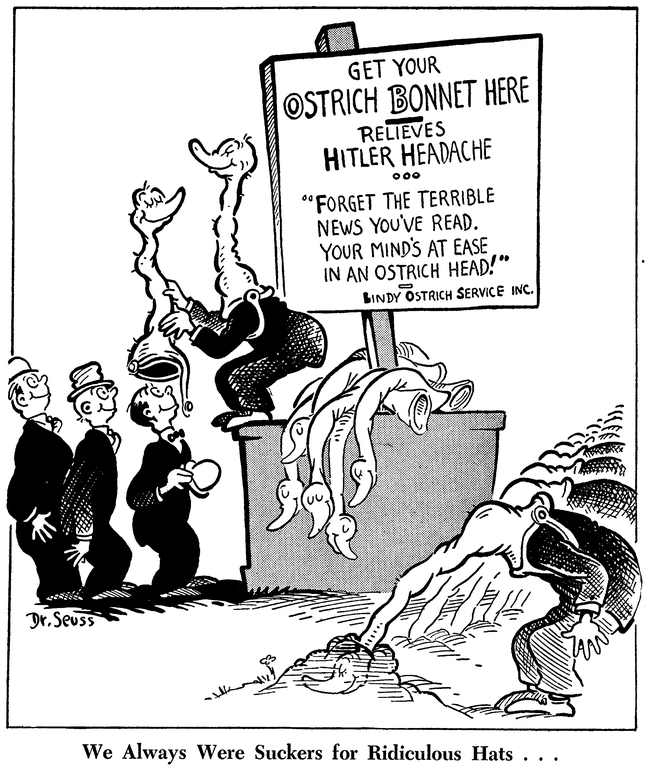 GET YOUR
OSTRICH BONNET HERE
RELIEVES
HITLER HEADACHE
"FORGET THE TERRIBLE
NEWS YOU'VE READ.
YOUR MIND'S AT EASE
IN AN OSTRICH HEAD!"
LINDY OSTRICH SERVICE INC.
Dr. Seuss
We Always Were Suckers for Ridiculous Hats . . .